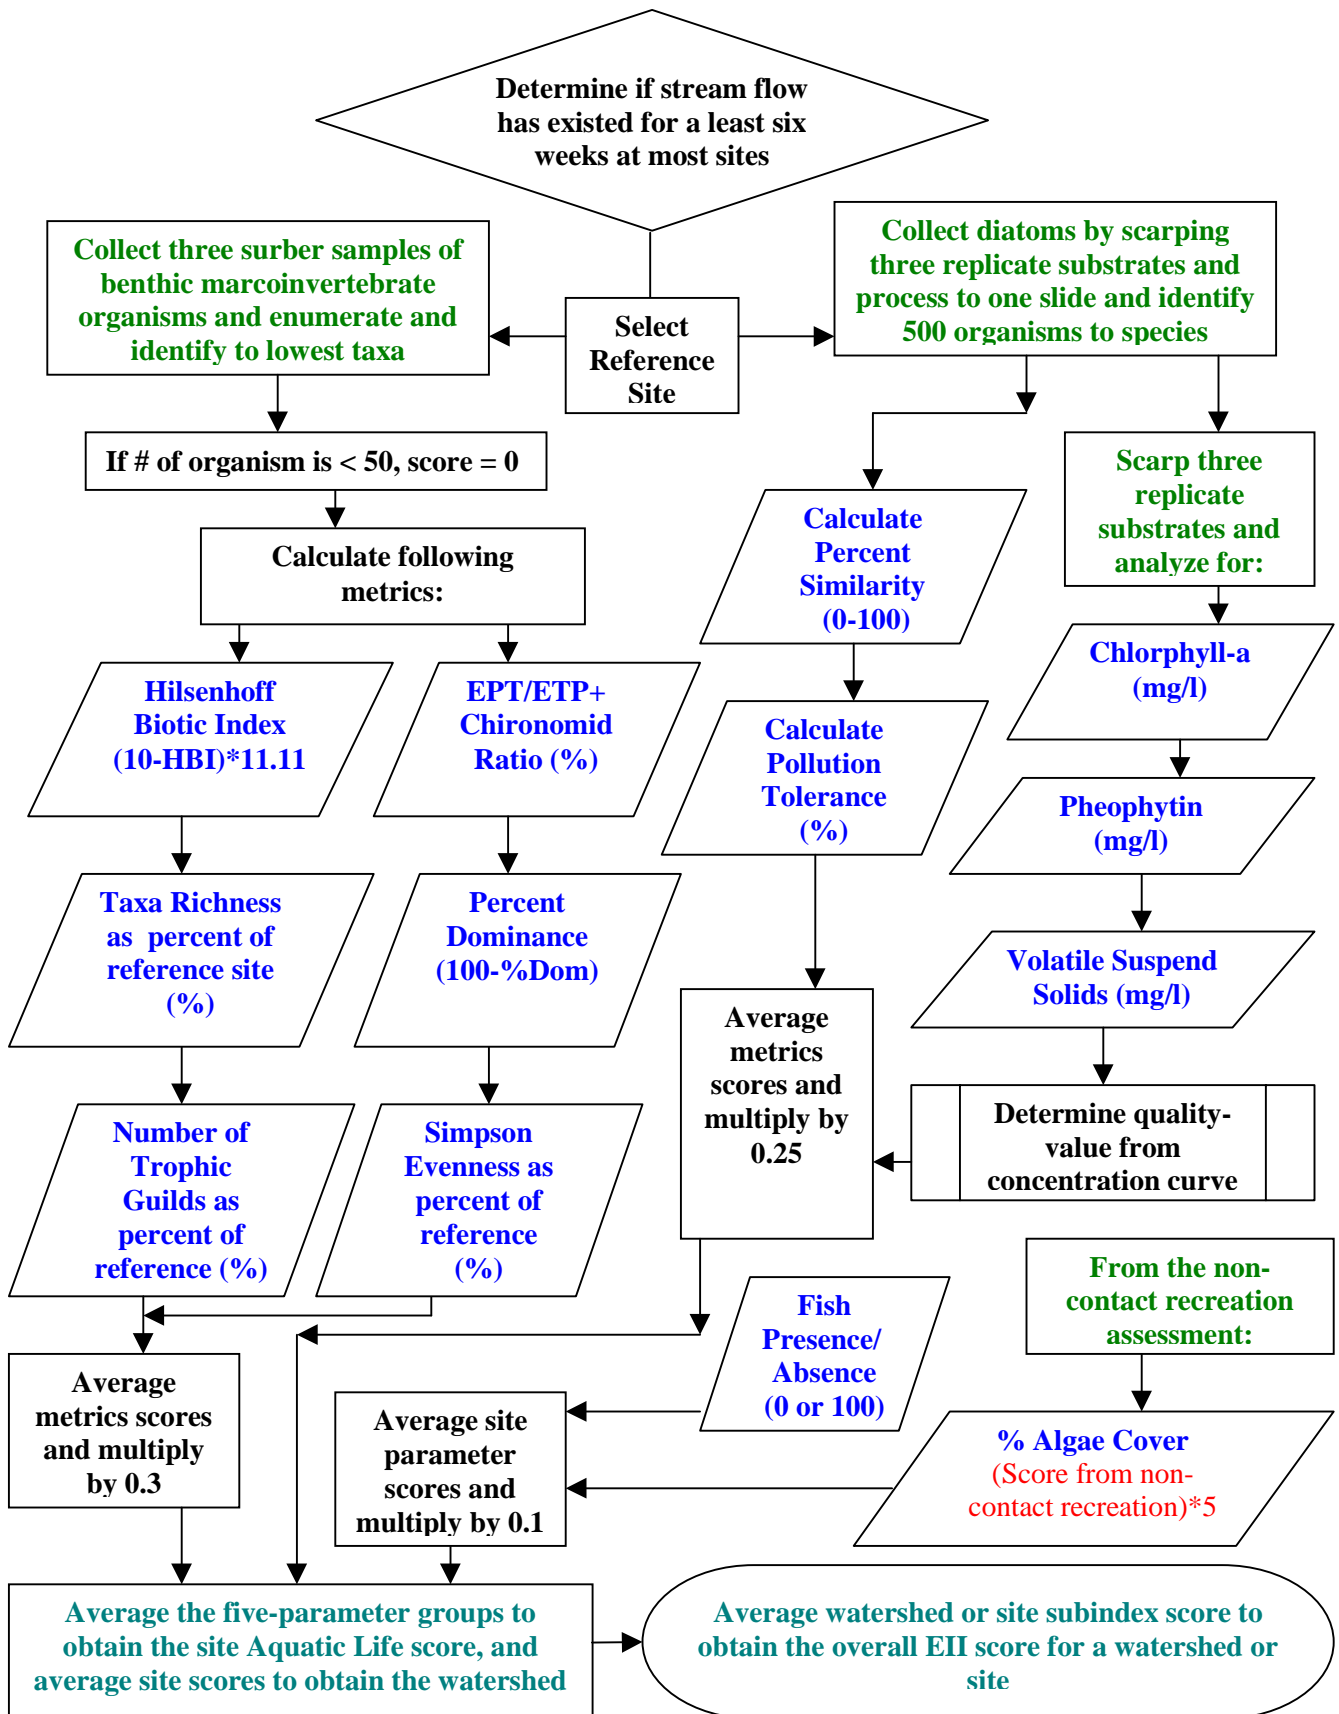 Determine if stream flow
has existed for a least six
weeks at most sites
Collect three surber samples of
benthic marcoinvertebrate
organisms and enumerate and
identify to lowest taxa
Select
Reference
Site
Collect diatoms by scarping
three replicate substrates and
process to one slide and identify
500 organisms to species
If # of organism is < 50, score = 0
Calculate following
metrics:
Calculate
Percent
Similarity
(0-100)
Scarp three
replicate
substrates and
analyze for:
Hilsenhoff
Biotic Index
(10-HBI)*11.11
EPT/ETP+
Chironomid
Ratio (%)
Calculate
Pollution
Tolerance
(%)
Chlorphyll-a
(mg/l)
Pheophytin
(mg/l)
Taxa Richness
as percent of
reference site
(%)
Percent
Dominance
(100-%Dom)
Volatile Suspend
Solids (mg/l)
Average
metrics
scores and
multiply by
0.25
Determine quality-
value from
concentration curve
Number of
Trophic
Guilds as
percent of
reference (%)
Simpson
Evenness as
percent of
reference
(%)
From the non-
contact recreation
assessment:
Fish
Presence/
Absence
(0 or 100)
Average
metrics scores
and multiply
by 0.3
Average site
parameter
scores and
multiply by 0.1
% Algae Cover
(Score from non-
contact recreation)*5
Average the five-parameter groups to
obtain the site Aquatic Life score, and
average site scores to obtain the watershed
Average watershed or site subindex score to
obtain the overall EII score for a watershed or
site